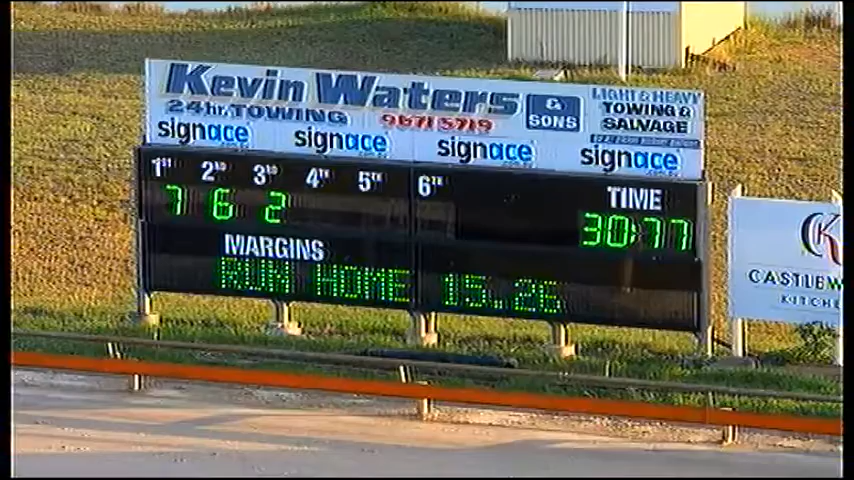 Kevin Waters & SONS
24hr. TOWING 9671 5719
LIGHT & HEAVY
TOWING &
SALVAGE
signace signace signace signace
1ST 2ND 3RD 4TH 5TH 6TH TIME
7 6 2 30:77
MARGINS
RUN HOME 15.26
K
CASTLEW
KITCHE